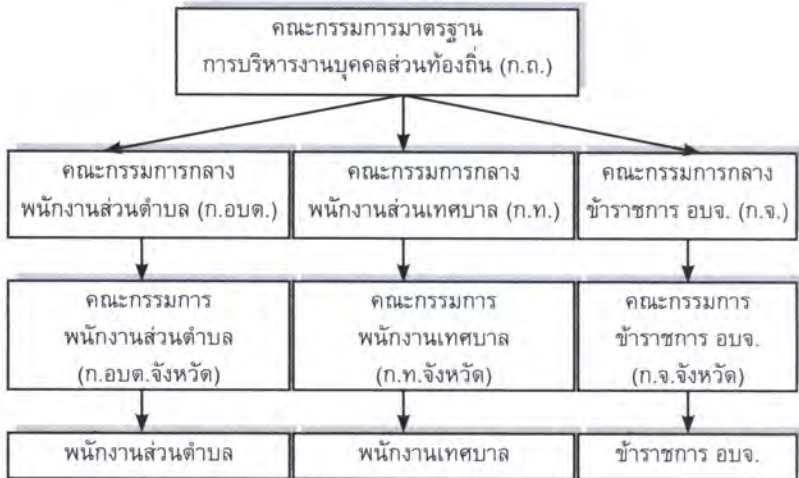 คณะกรรมการมาตรฐาน
การบริหารงานบุคคลส่วนท้องถิ่น (ก.ถ.)
คณะกรรมการกลาง
พนักงานส่วนตำบล (ก.อบต.)
คณะกรรมการกลาง
พนักงานส่วนเทศบาล (ก.ท.)
คณะกรรมการกลาง
ข้าราชการ อบจ. (ก.จ.)
คณะกรรมการ
พนักงานส่วนตำบล
(ก.อบต.จังหวัด)
คณะกรรมการ
พนักงานเทศบาล
(ก.ท.จังหวัด)
คณะกรรมการ
ข้าราชการ อบจ.
(ก.จ.จังหวัด)
พนักงานส่วนตำบล
พนักงานเทศบาล
ข้าราชการ อบจ.